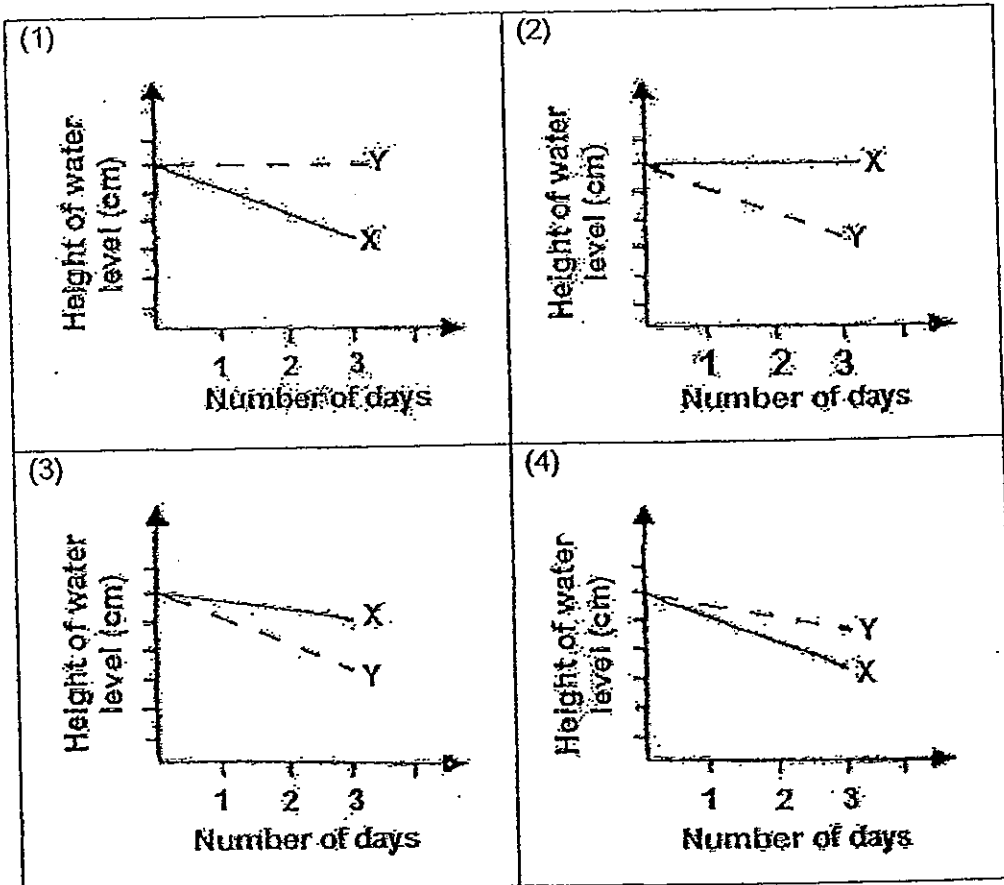 (1)
Height of water
level (cm)
Y
X
1 2 3
Number of days
(2)
Height of water
level (cm)
X
Y
1 2 3
Number of days
(3)
Height of water
level (cm)
X
Y
1 2 3
Number of days
(4)
Height of water
level (cm)
Y
X
1 2 3
Number of days